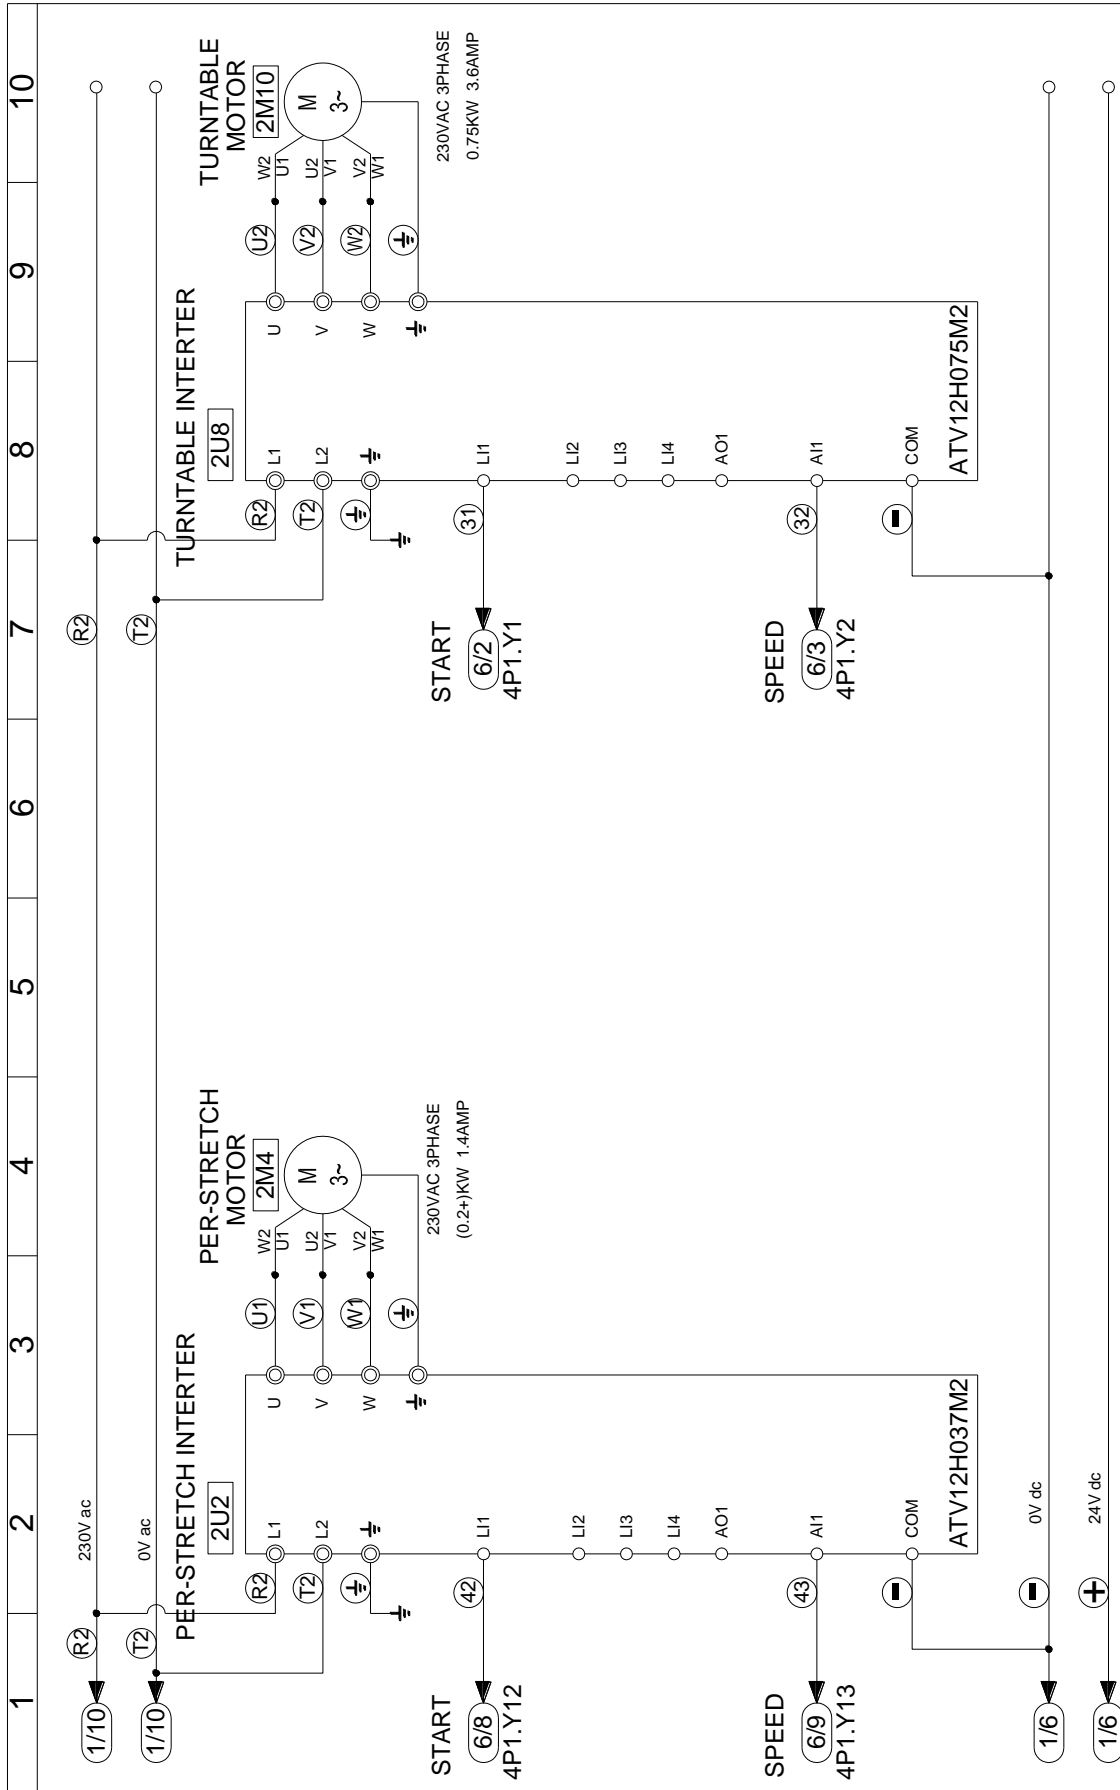 1 2 3 4 5 6 7 8 9 10
1/10
R2
230V ac
R2
1/10
T2
0V ac
T2
PER-STRETCH INTERTER
2U2
R2
L1
T2
L2
START
6/8
4P1.Y12
42
LI1
LI2
LI3
LI4
AO1
SPEED
6/9
4P1.Y13
43
AI1
COM
ATV12H037M2
U
V
W
U1
V1
W1
PER-STRETCH
MOTOR
2M4
W2
U1
U2
V1
V2
W1
M
3~
230VAC 3PHASE
(0.2+)KW 1.4AMP
TURNTABLE INTERTER
2U8
R2
L1
T2
L2
START
6/2
4P1.Y1
31
LI1
LI2
LI3
LI4
AO1
SPEED
6/3
4P1.Y2
32
AI1
COM
ATV12H075M2
U
V
W
U2
V2
W2
TURNTABLE
MOTOR
2M10
W2
U1
U2
V1
V2
W1
M
3~
230VAC 3PHASE
0.75KW 3.6AMP
1/6
-
0V dc
-
-
1/6
+
24V dc